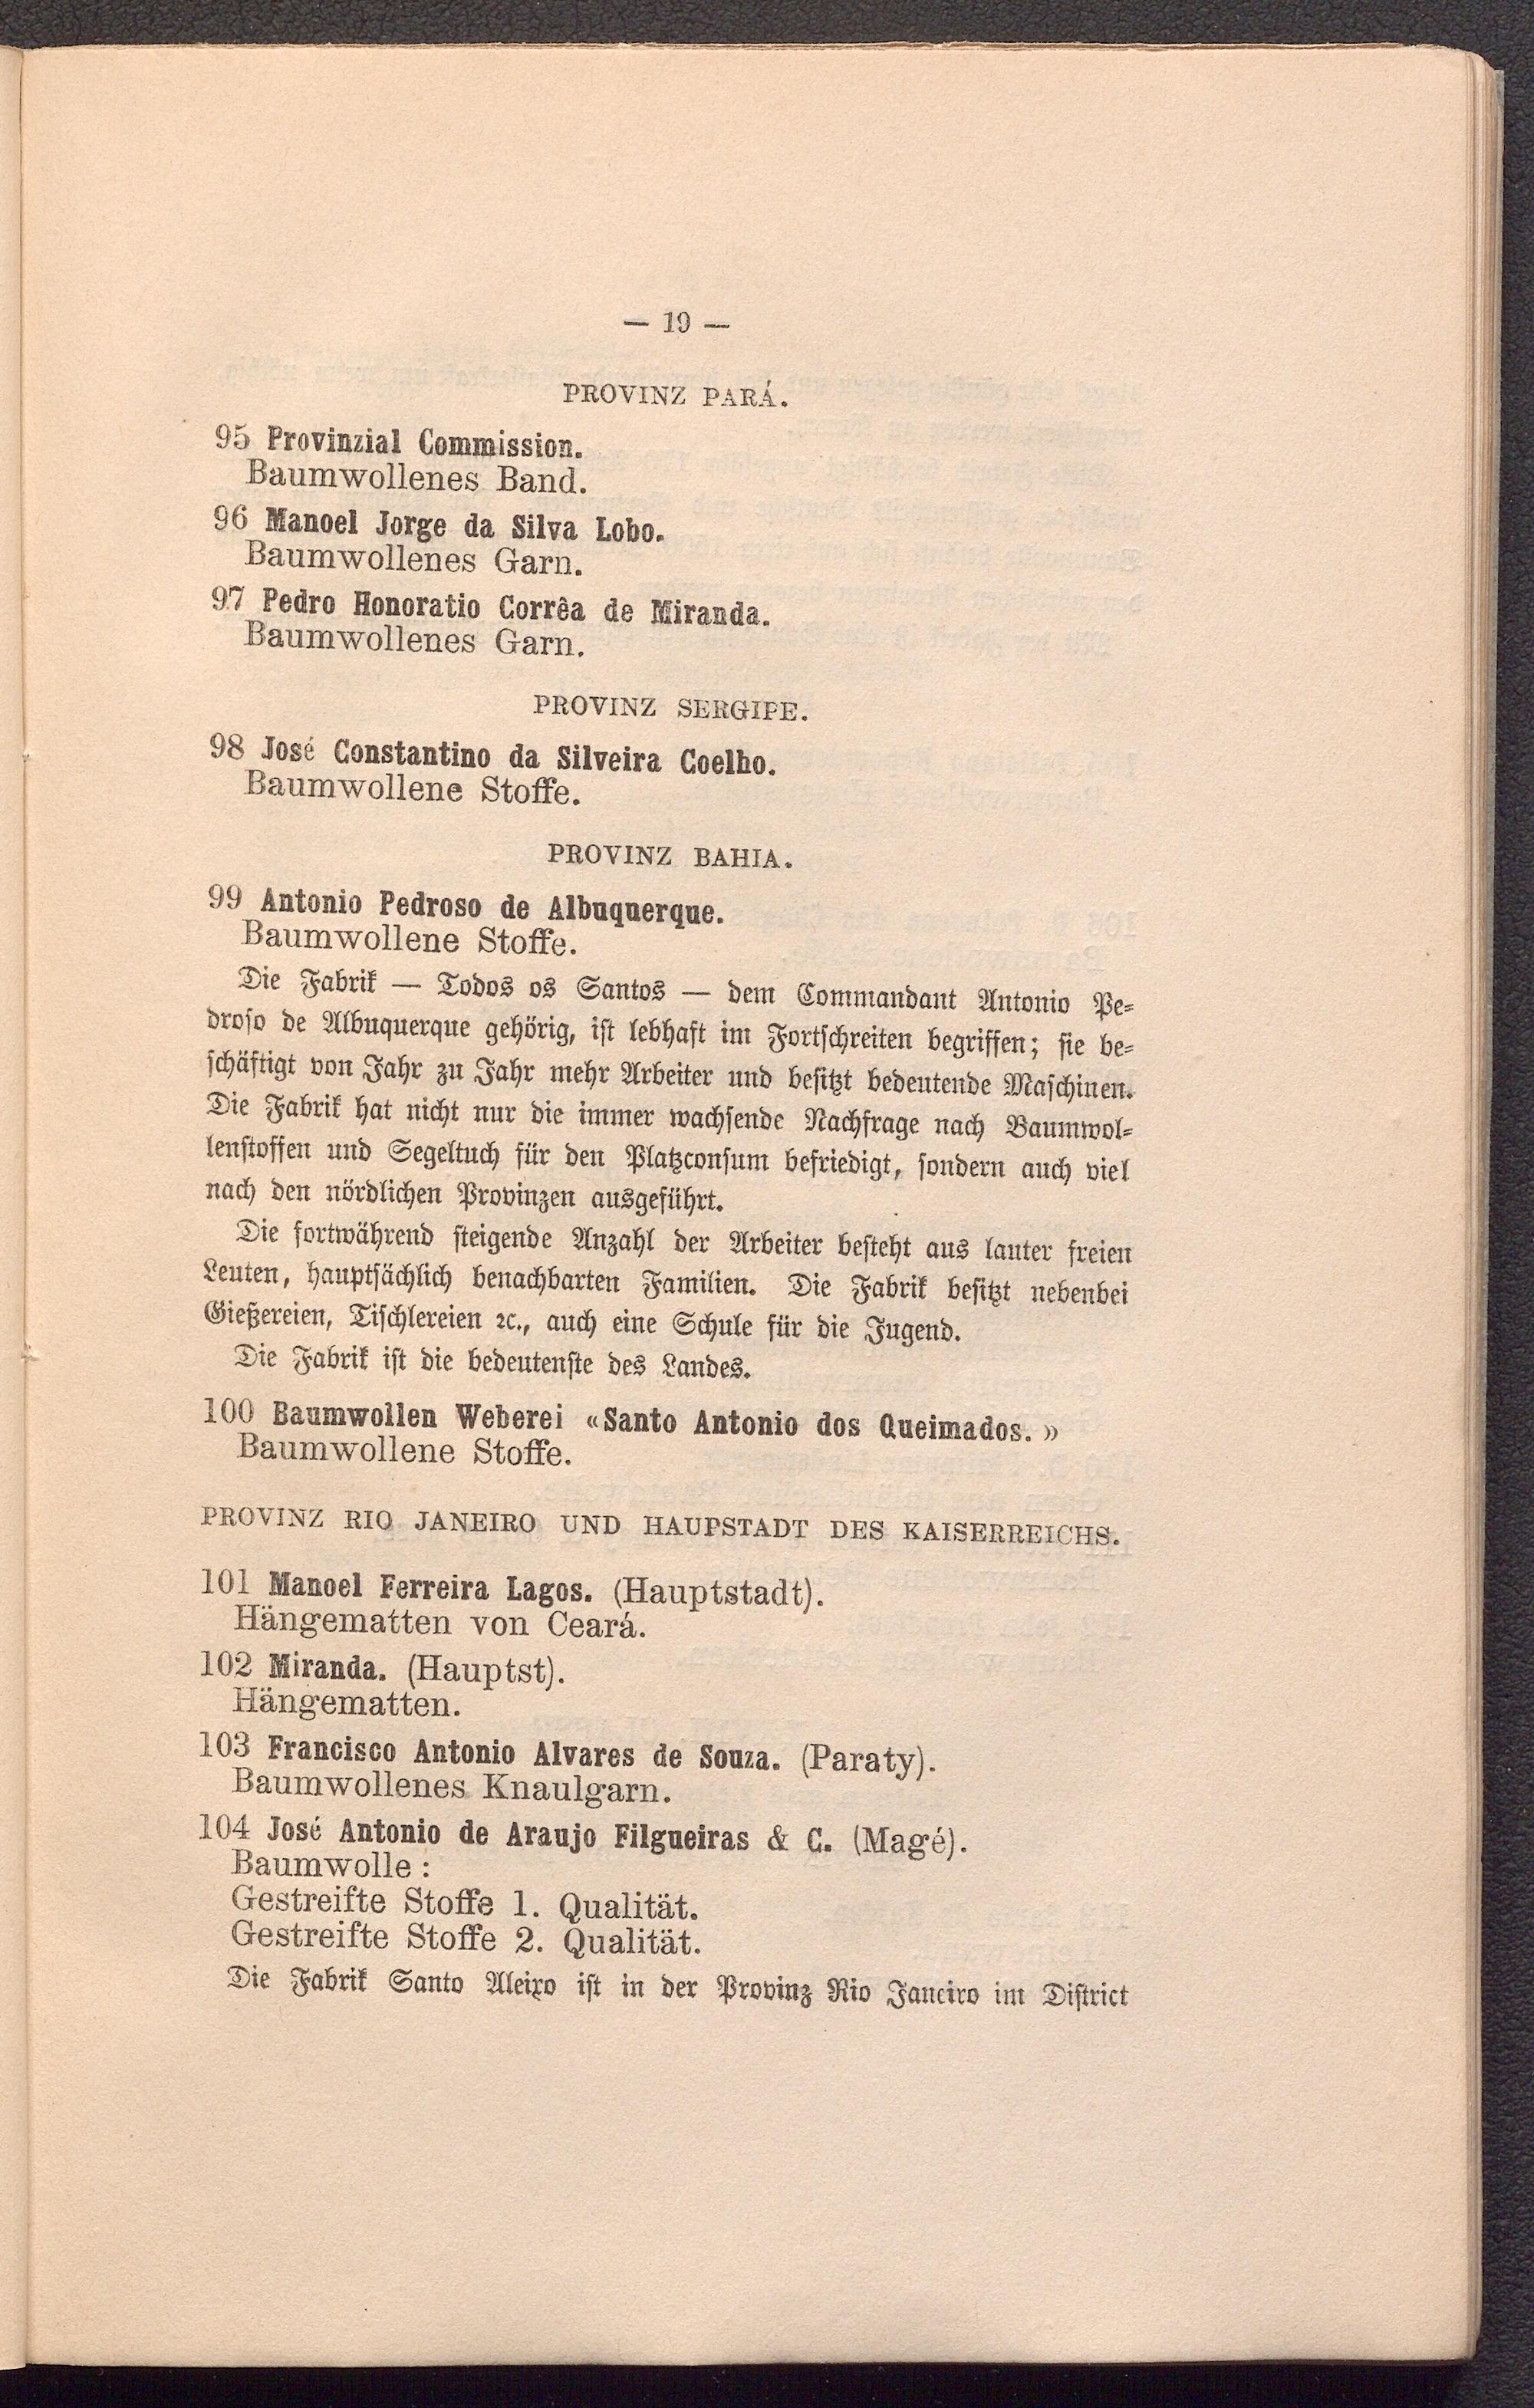 — 19 —
PROVINZ PARÁ.
95 Provinzial Commission.
Baumwollenes Band.
96 Manoel Jorge da Silva Lobo.
Baumwollenes Garn.
97 Pedro Honoratio Corrêa de Miranda.
Baumwollenes Garn.
PROVINZ SERGIPE.
98 José Constantino da Silveira Coelho.
Baumwollene Stoffe.
PROVINZ BAHIA.
99 Antonio Pedroso de Albuquerque.
Baumwollene Stoffe.
Die Fabrik — Todos os Santos — dem Commandant Antonio Pe-
droso de Albuquerque gehörig, ist lebhaft im Fortschreiten begriffen; sie be-
schäftigt von Jahr zu Jahr mehr Arbeiter und besitzt bedeutende Maschinen.
Die Fabrik hat nicht nur die immer wachsende Nachfrage nach Baumwol-
lenstoffen und Segeltuch für den Platzconsum befriedigt, sondern auch viel
nach den nördlichen Provinzen ausgeführt.
Die fortwährend steigende Anzahl der Arbeiter besteht aus lauter freien
Leuten, hauptsächlich benachbarten Familien. Die Fabrik besitzt nebenbei
Gießereien, Tischlereien ꝛc., auch eine Schule für die Jugend.
Die Fabrik ist die bedeutenste des Landes.
100 Baumwollen Weberei «Santo Antonio dos Queimados.»
Baumwollene Stoffe.
PROVINZ RIO JANEIRO UND HAUPSTADT DES KAISERREICHS.
101 Manoel Ferreira Lagos. (Hauptstadt).
Hängematten von Ceará.
102 Miranda. (Hauptst).
Hängematten.
103 Francisco Antonio Alvares de Souza. (Paraty).
Baumwollenes Knaulgarn.
104 José Antonio de Araujo Filgueiras & C. (Magé).
Baumwolle :
Gestreifte Stoffe 1. Qualität.
Gestreifte Stoffe 2. Qualität.
Die Fabrik Santo Aleixo ist in der Provinz Rio Janeiro im District